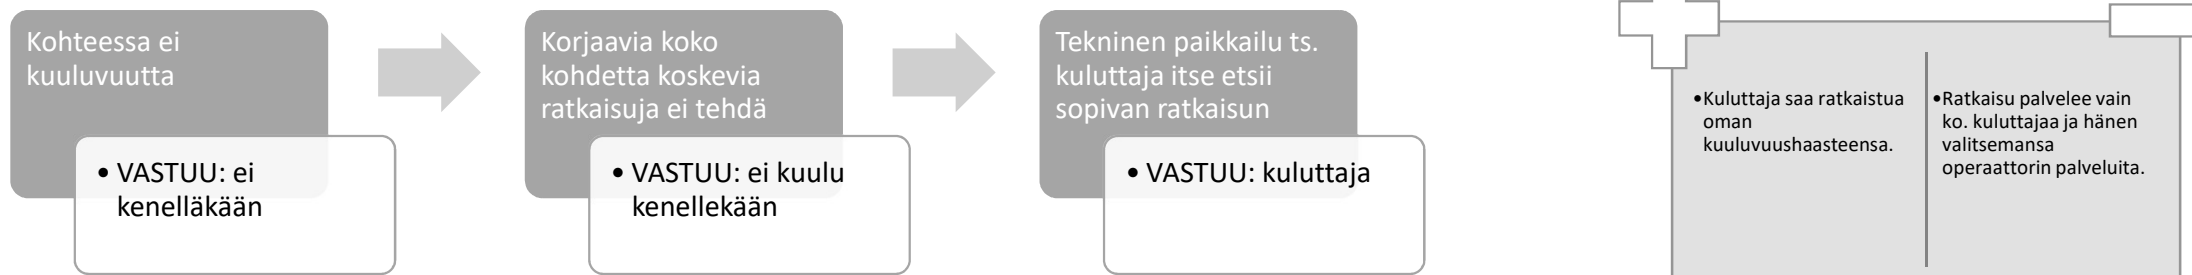 Kohteessa ei
kuuluvuutta
• VASTUU: ei
kenelläkään
Korjaavia koko
kohdetta koskevia
ratkaisuja ei tehdä
• VASTUU: ei kuulu
kenellekään
Tekninen paikkailu ts.
kuluttaja itse etsii
sopivan ratkaisun
• VASTUU: kuluttaja
•Kuluttaja saa ratkaistua
oman
kuuluvuushaasteensa.
•Ratkaisu palvelee vain
ko. kuluttajaa ja hänen
valitsemansa
operaattorin palveluita.